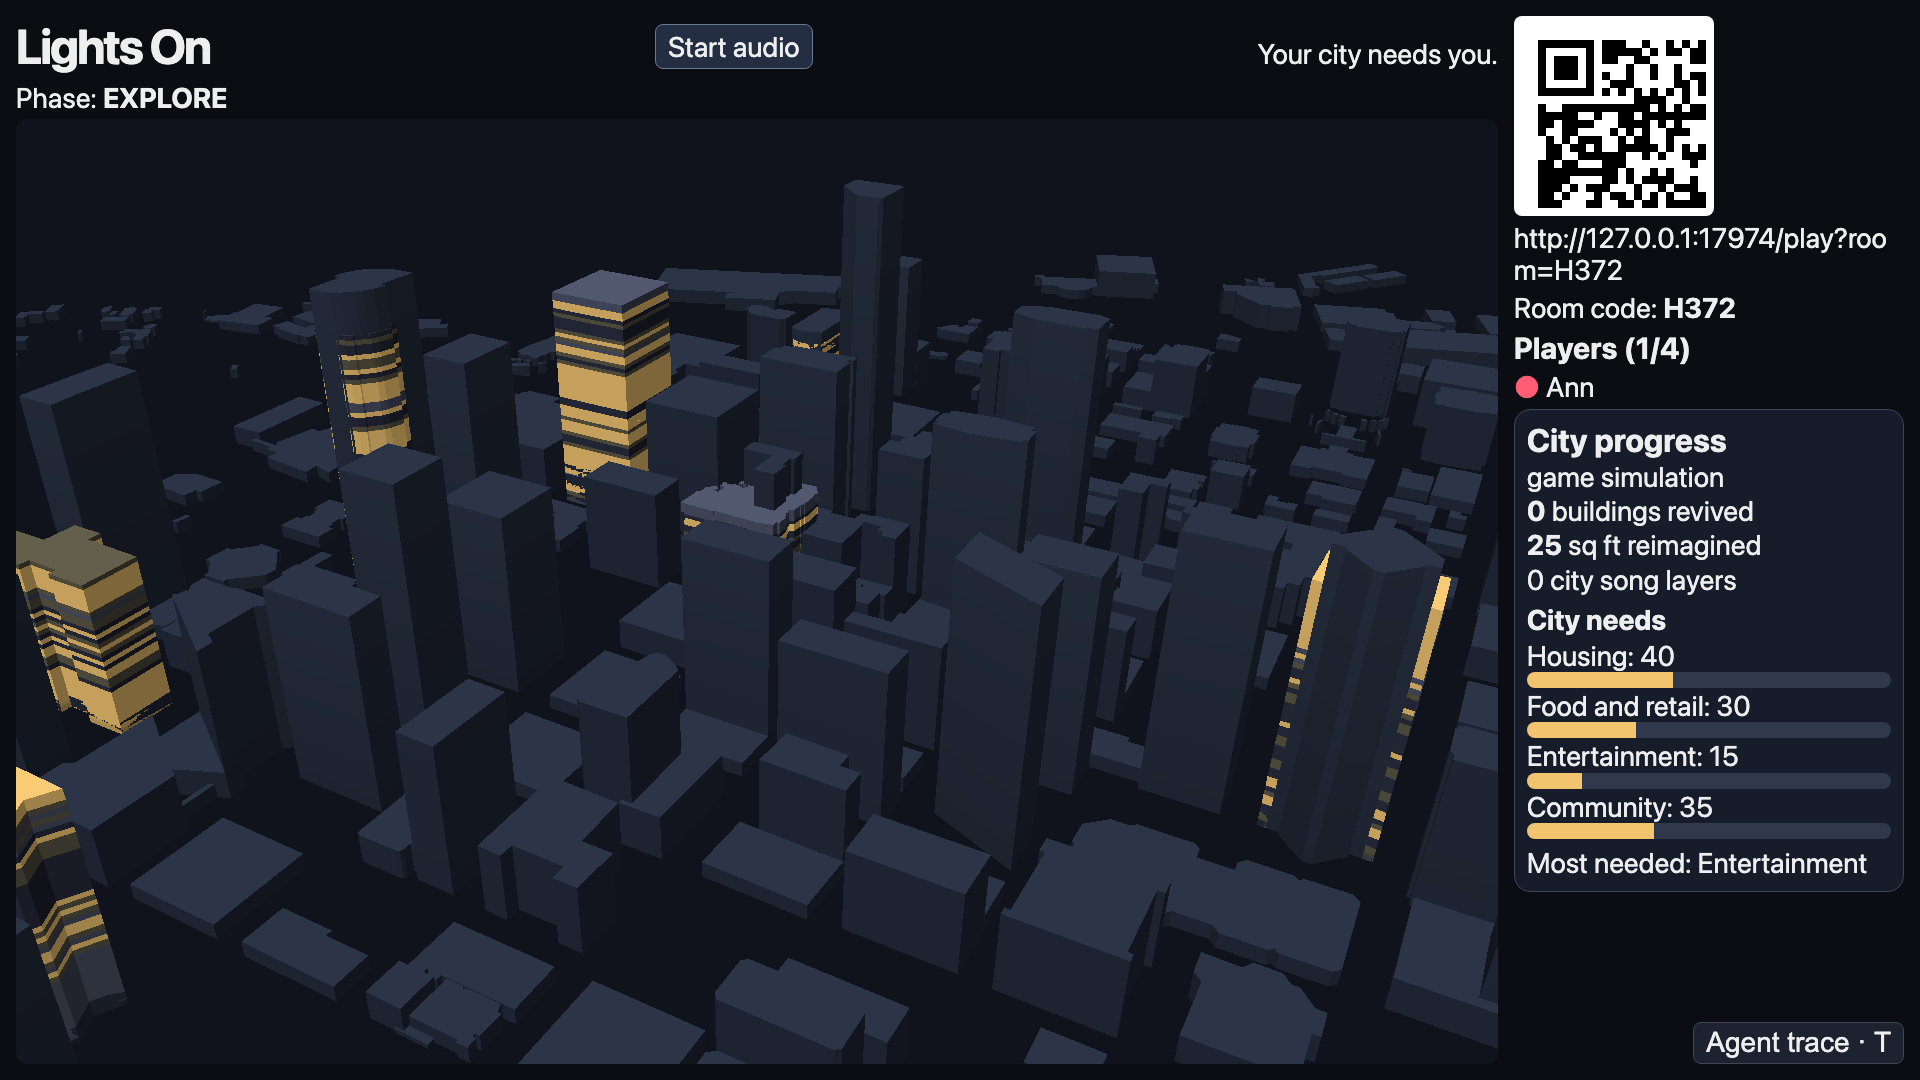 Lights On
Phase: EXPLORE
Start audio
Your city needs you.
http://127.0.0.1:17974/play?roo
m=H372
Room code: H372
Players (1/4)
Ann
City progress
game simulation
0 buildings revived
25 sq ft reimagined
0 city song layers
City needs
Housing: 40
Food and retail: 30
Entertainment: 15
Community: 35
Most needed: Entertainment
Agent trace · T